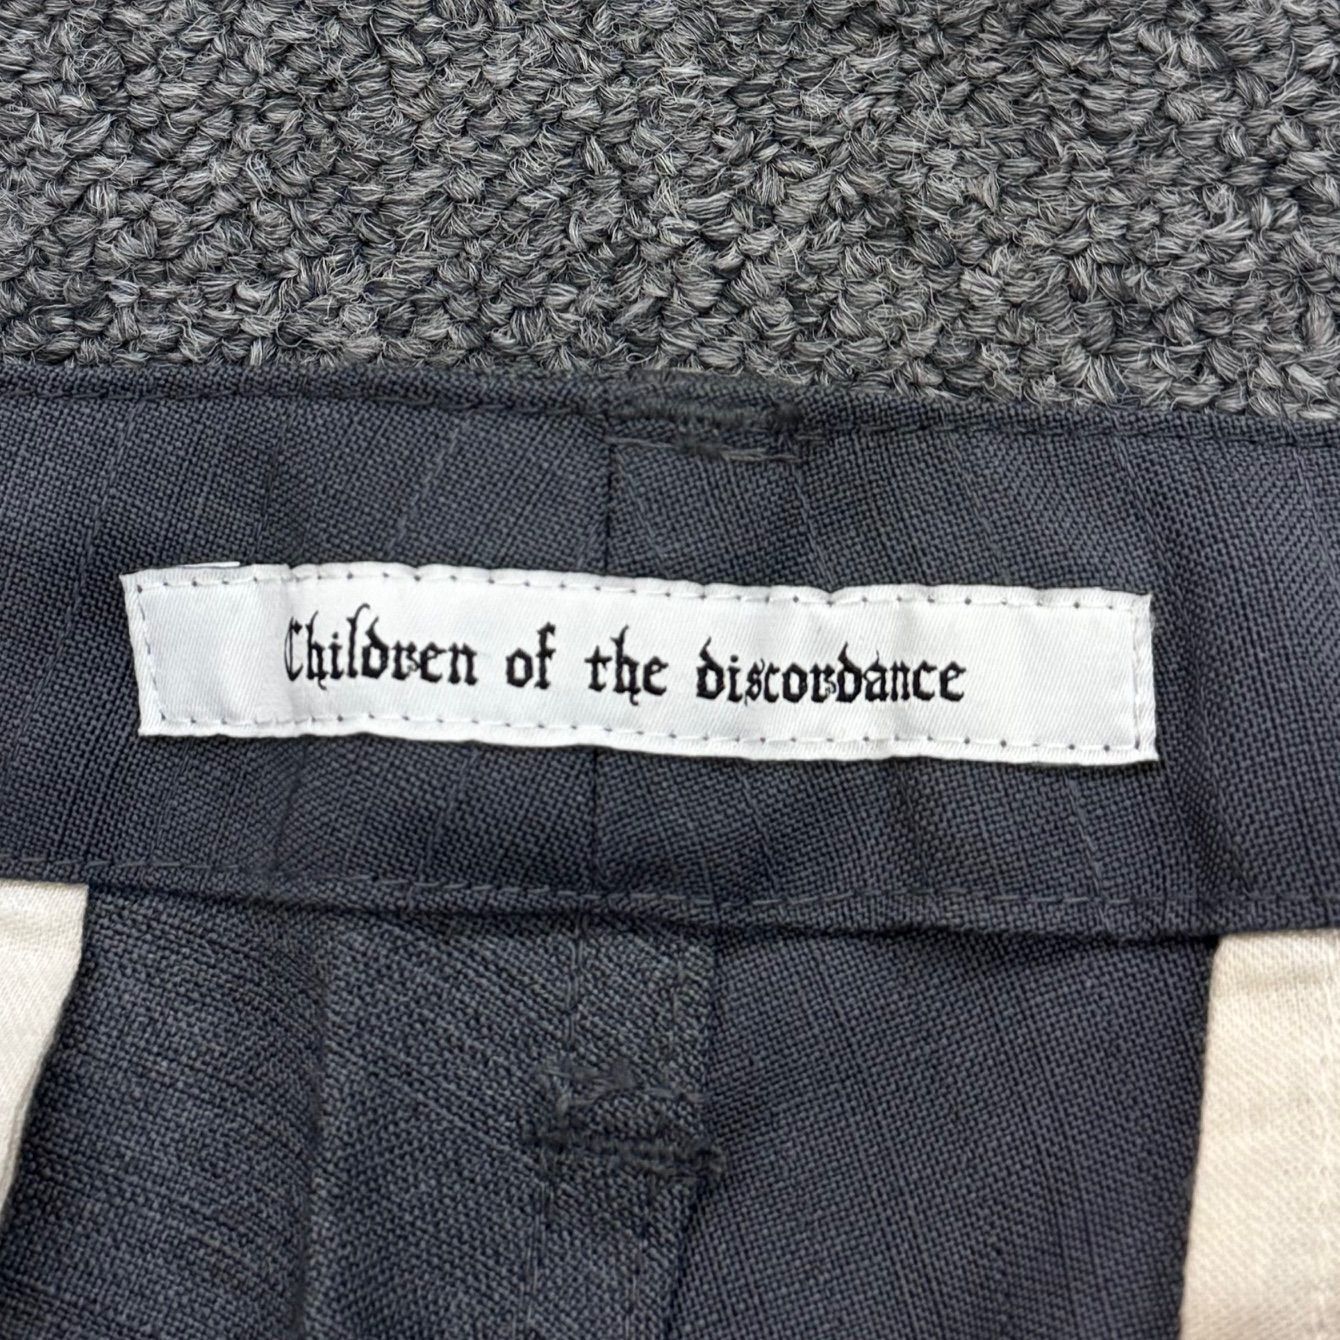 Children of the discordance